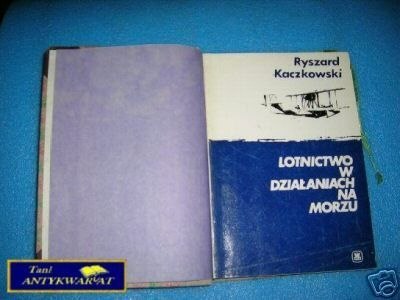 Ryszard
Kaczkowski
LOTNICTWO
W
DZIAŁANIACH
NA
MORZU
Tani
ANTYKWARIAT